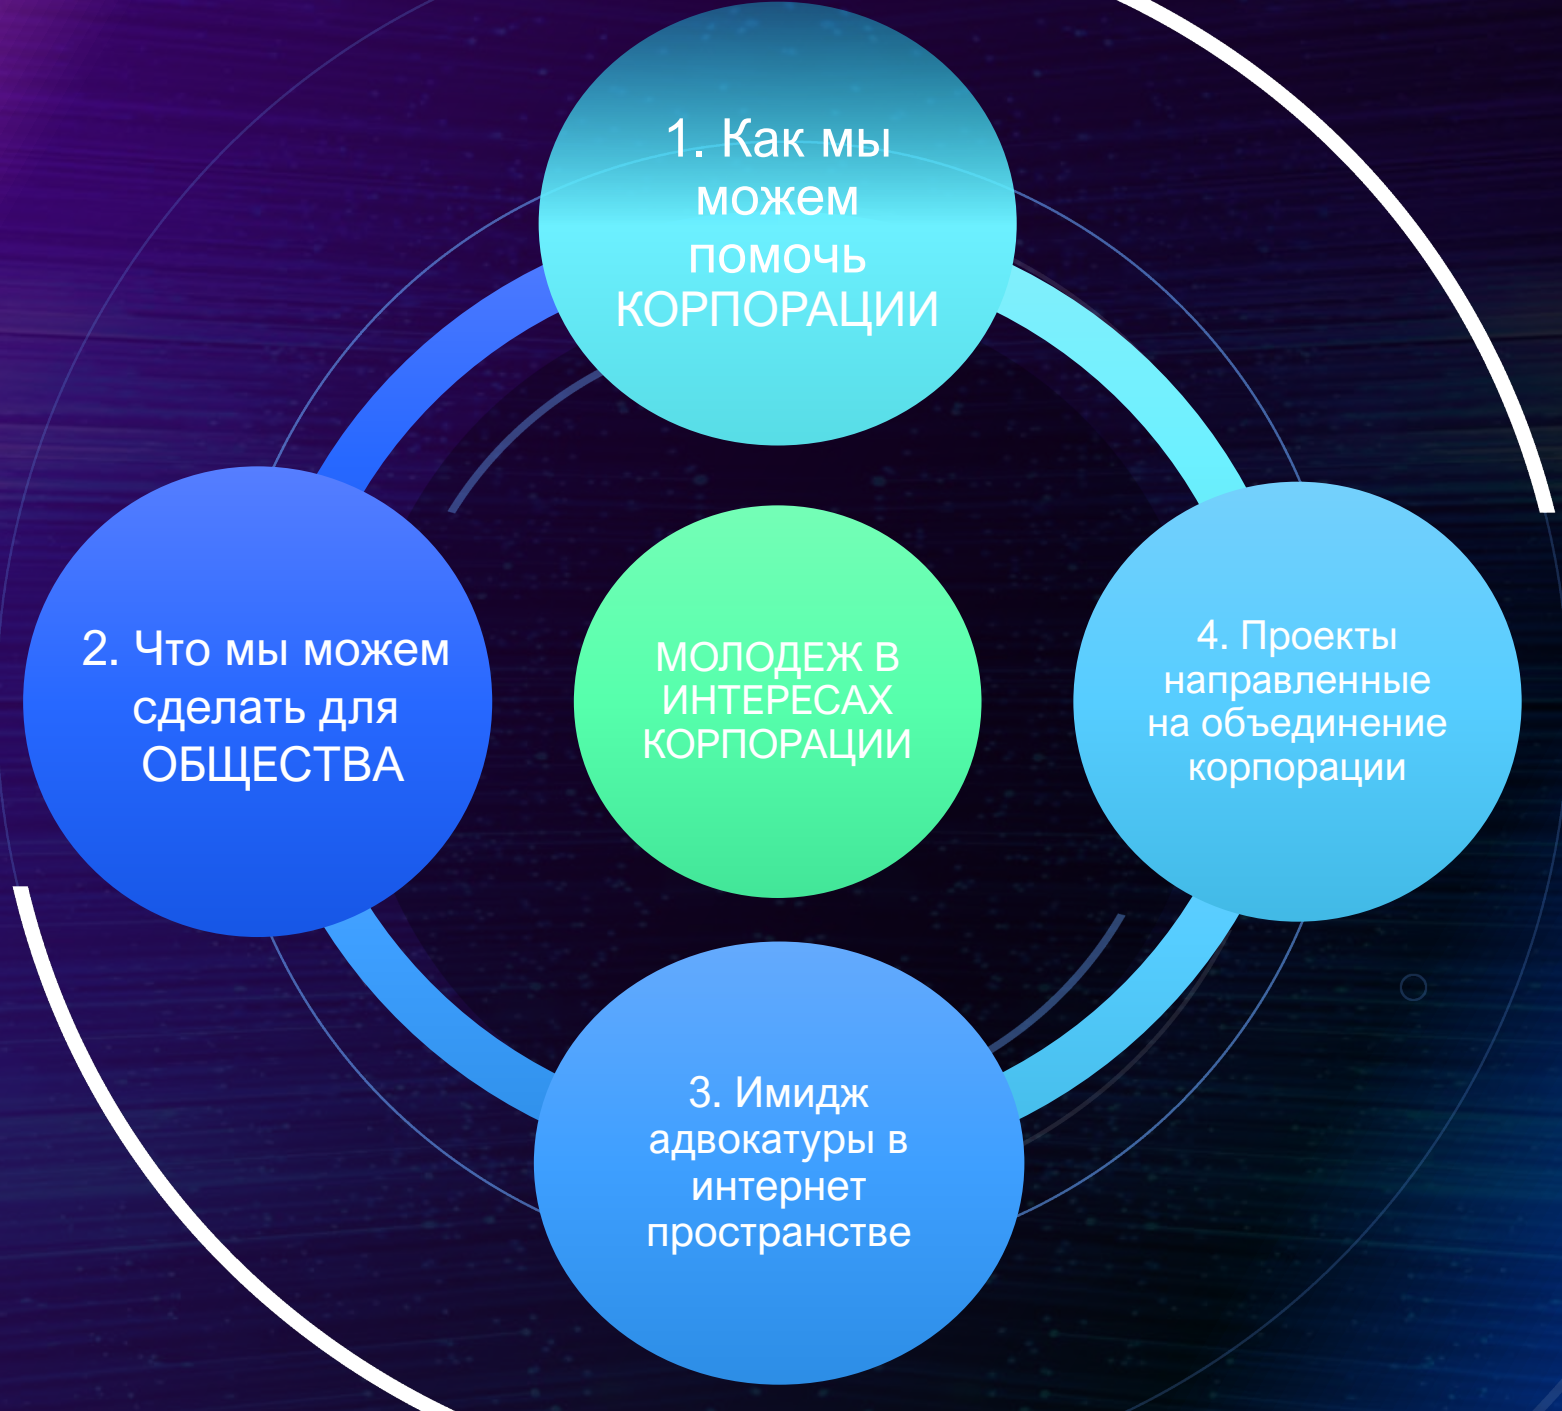 1. Как мы
можем
помочь
КОРПОРАЦИИ
2. Что мы можем
сделать для
ОБЩЕСТВА
МОЛОДЕЖ В
ИНТЕРЕСАХ
КОРПОРАЦИИ
4. Проекты
направленные
на объединение
корпорации
3. Имидж
адвокатуры в
интернет
пространстве